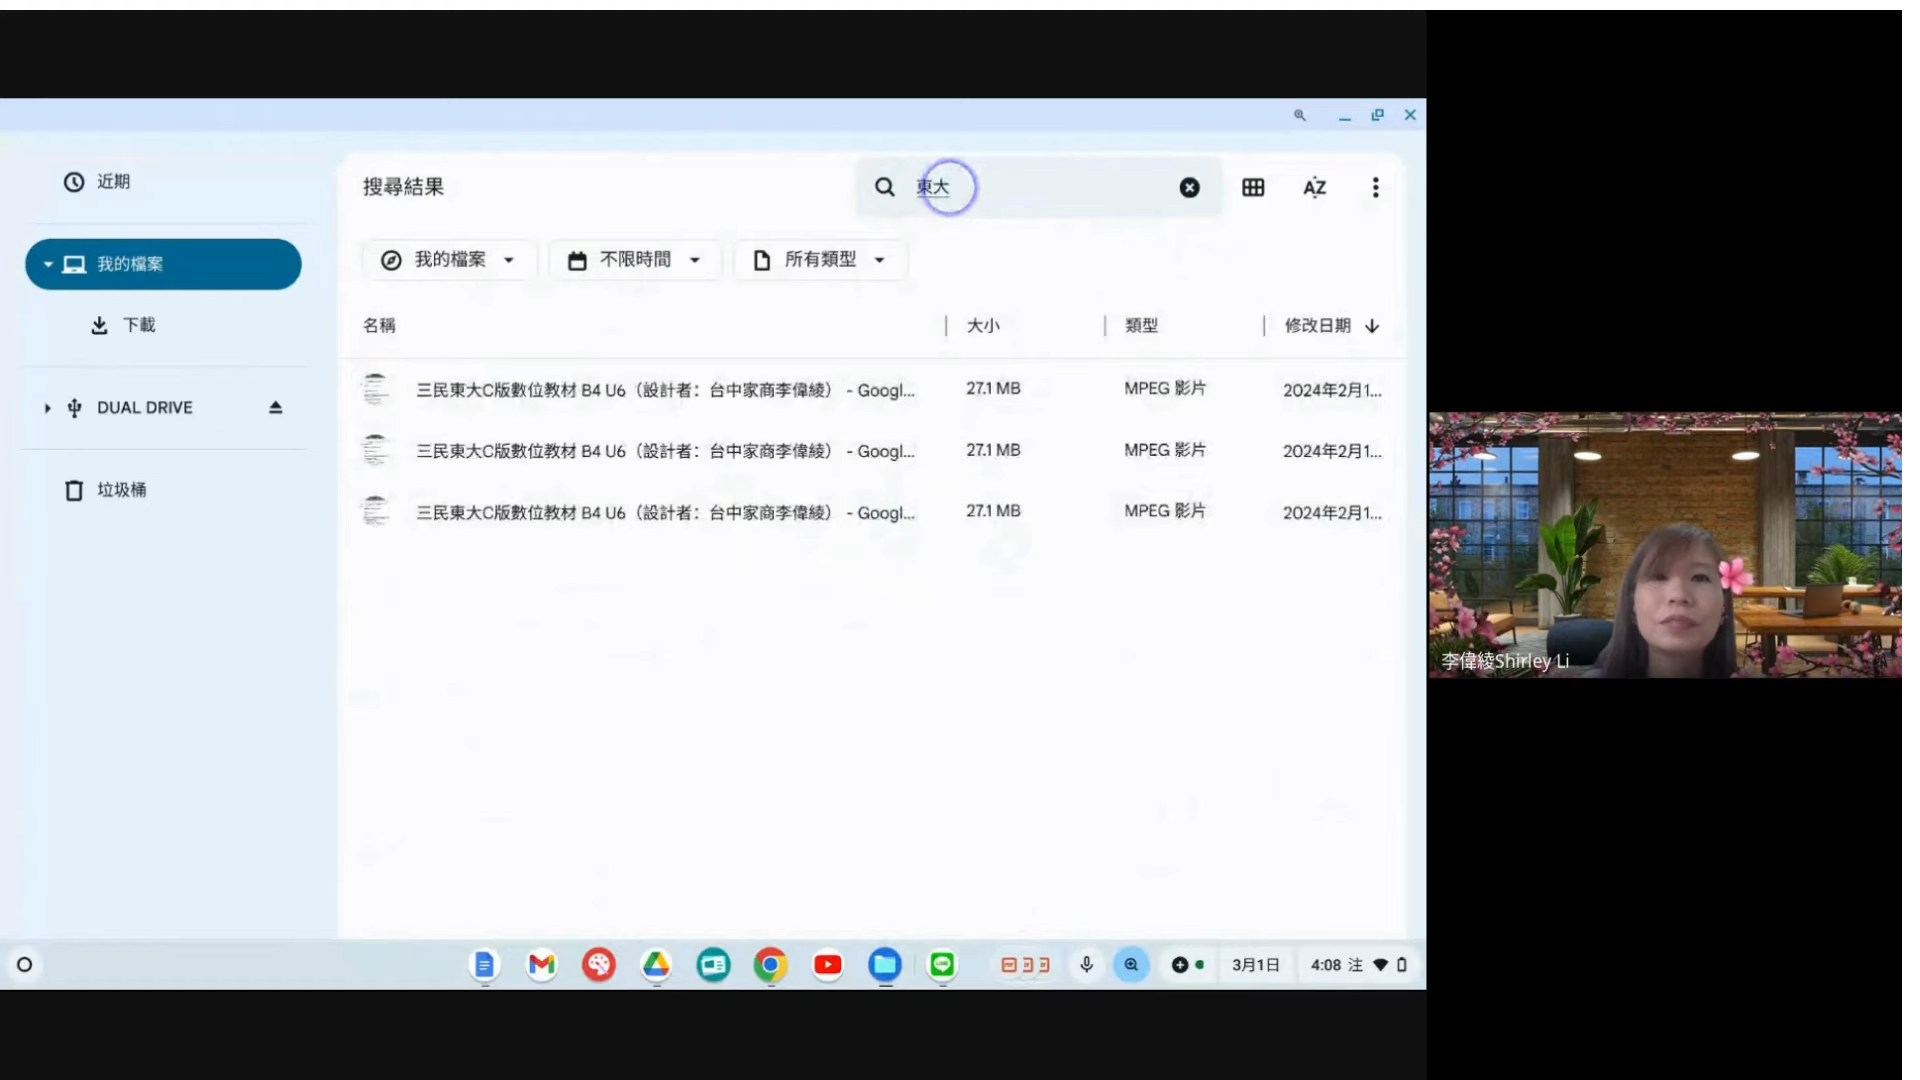 近期
我的檔案
下載
DUAL DRIVE
垃圾桶
搜尋結果
東大
AZ
我的檔案
不限時間
所有類型
名稱
大小
類型
修改日期
三民東大C版數位教材 B4 U6（設計者：台中家商李偉綾） - Googl...
27.1 MB
MPEG 影片
2024年2月1...
三民東大C版數位教材 B4 U6（設計者：台中家商李偉綾） - Googl...
27.1 MB
MPEG 影片
2024年2月1...
三民東大C版數位教材 B4 U6（設計者：台中家商李偉綾） - Googl...
27.1 MB
MPEG 影片
2024年2月1...
李偉綾Shirley Li
3月1日
4:08
注